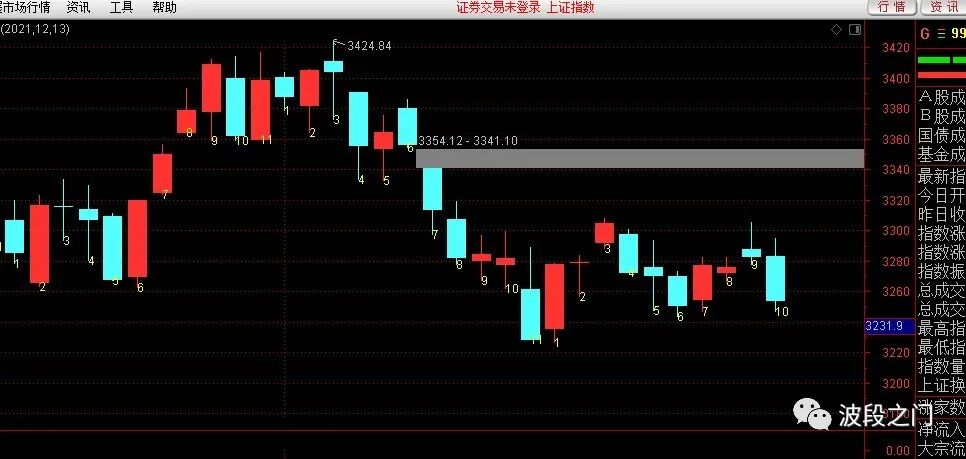 市场行情 资讯 工具 帮助 证券交易未登录 上证指数 行情 资讯
(2021,12,13)
3424.84
3354.12 - 3341.10
8 9 10 11 1 2 3 4 5 6
7
1 2 3 4 5 6
7 8 9 10 11 1 2 3 4 5 6 7 8 9 10
3420
3400
3380
3360
3340
3320
3300
3280
3260
3231.9
3220
3200
0.00
G 三 99
A股成
B股成
国债成
基金成
最新指
今日开
昨日收
指数涨
指数涨
指数振
总成交
总成交
最高指
最低指
指数量
上证换
涨家数
净流入
大宗流
波段之门